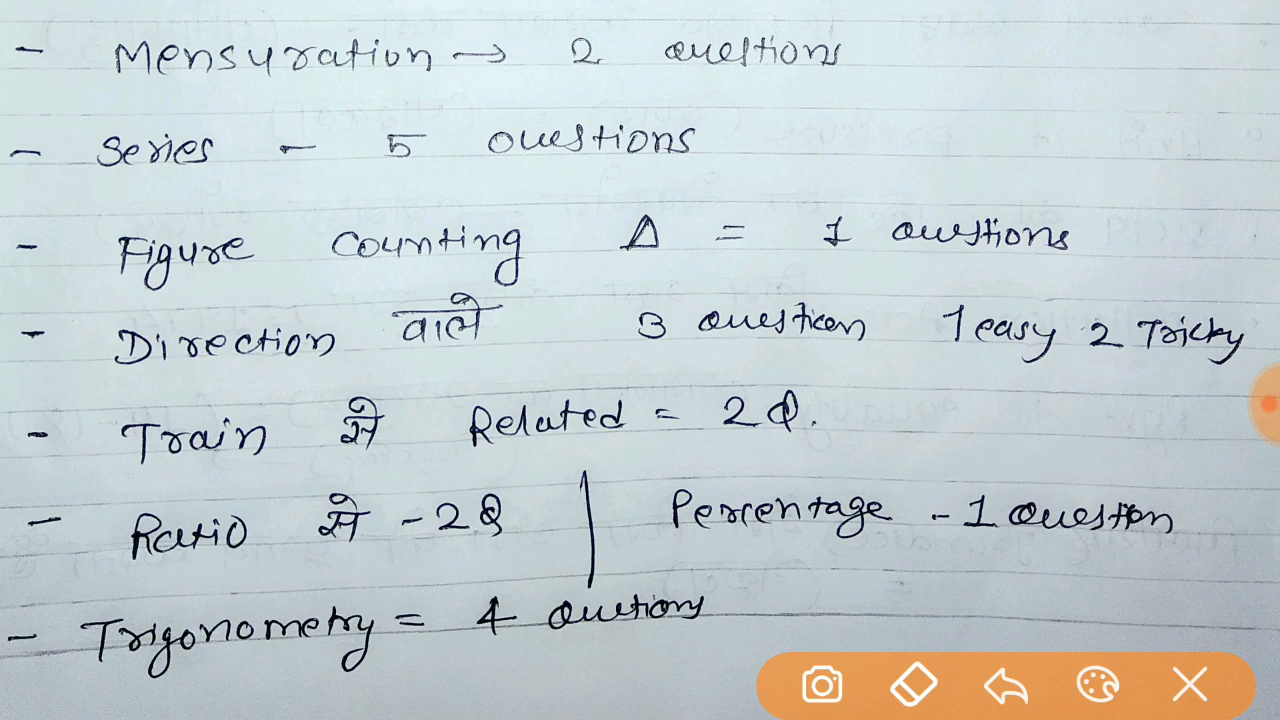 - Mensuration → 2 questions
- Series - 5 Questions
- Figure Counting Δ = 1 questions
- Direction वाले 3 question 1 easy 2 Tricky
- Train से Related = 2Q.
- Ratio से - 2Q | Percentage - 1 Question
- Trigonometry = 4 Questions